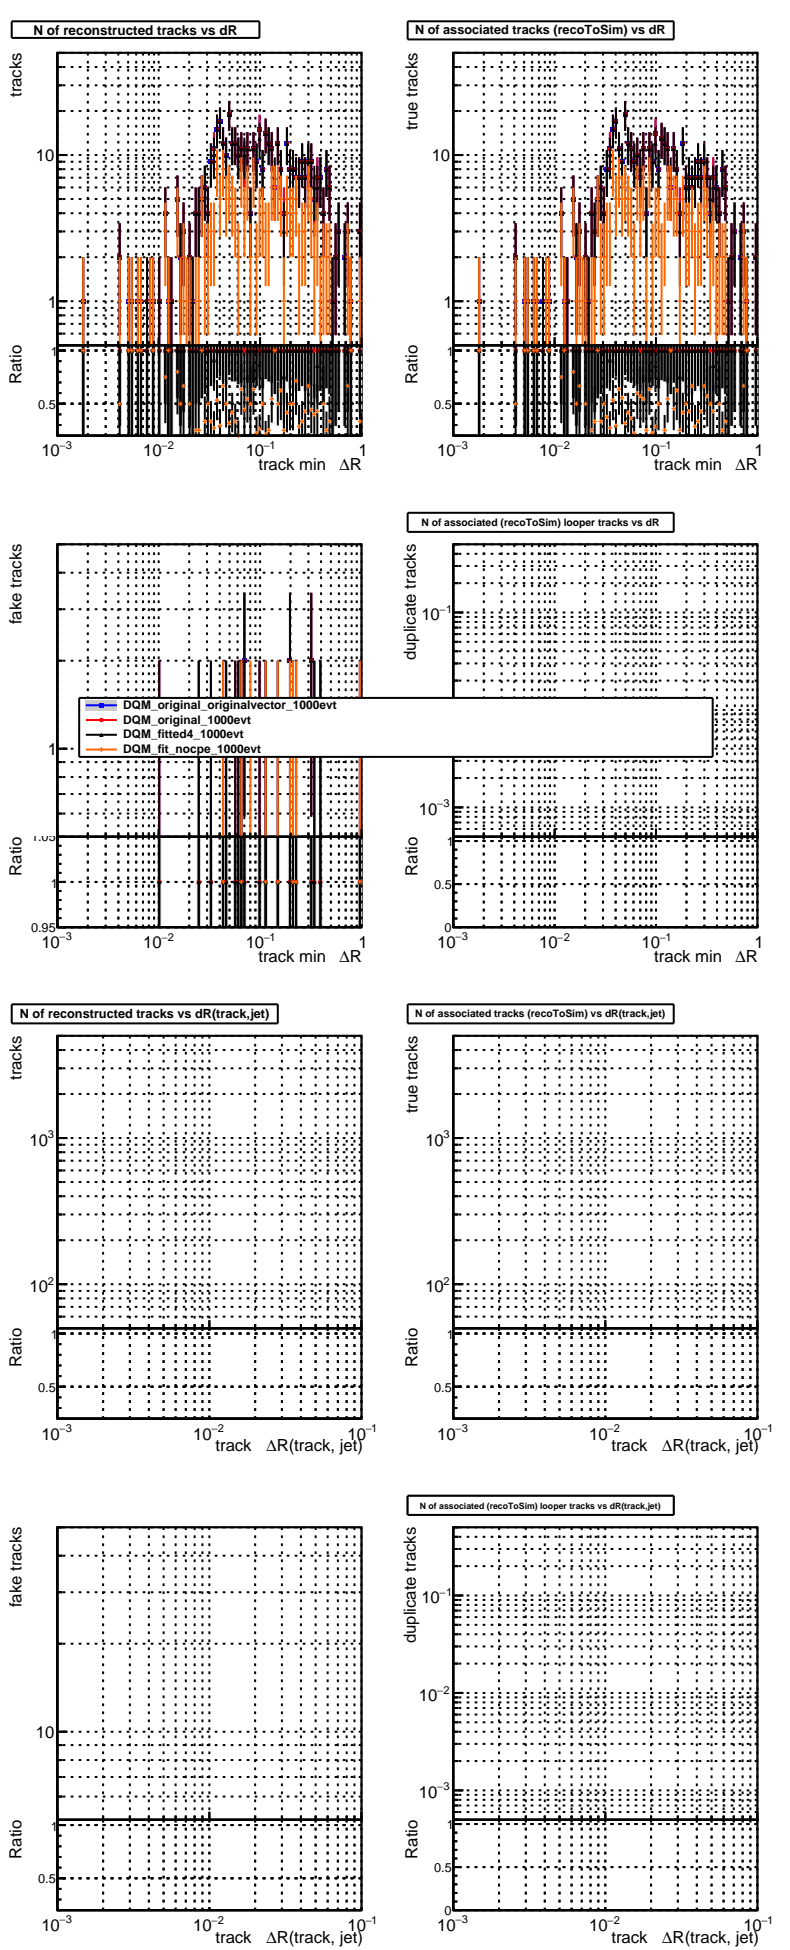 N of reconstructed tracks vs dR
tracks
10
1
Ratio
1
0.5
10−3
10−2
10−1
1
track min ΔR
N of associated tracks (recoToSim) vs dR
true tracks
10
1
Ratio
1
0.5
10−3
10−2
10−1
1
track min ΔR
fake tracks
1
Ratio
1.05
1
0.95
10−3
10−2
10−1
1
track min ΔR
N of associated (recoToSim) looper tracks vs dR
duplicate tracks
10−1
10−3
Ratio
1
0.5
0
10−3
10−2
10−1
1
track min ΔR
DQM_original_originalvector_1000evt
DQM_original_1000evt
DQM_fitted4_1000evt
DQM_fit_nocpe_1000evt
N of reconstructed tracks vs dR(track,jet)
tracks
103
102
Ratio
1
0.5
10−3
10−2
10−1
track ΔR(track, jet)
N of associated tracks (recoToSim) vs dR(track,jet)
true tracks
103
102
Ratio
1
0.5
10−3
10−2
10−1
track ΔR(track, jet)
fake tracks
10
Ratio
1
0.5
10−3
10−2
10−1
track ΔR(track, jet)
N of associated (recoToSim) looper tracks vs dR(track,jet)
duplicate tracks
10−1
10−2
10−3
Ratio
1
0.5
0
10−3
10−2
10−1
track ΔR(track, jet)